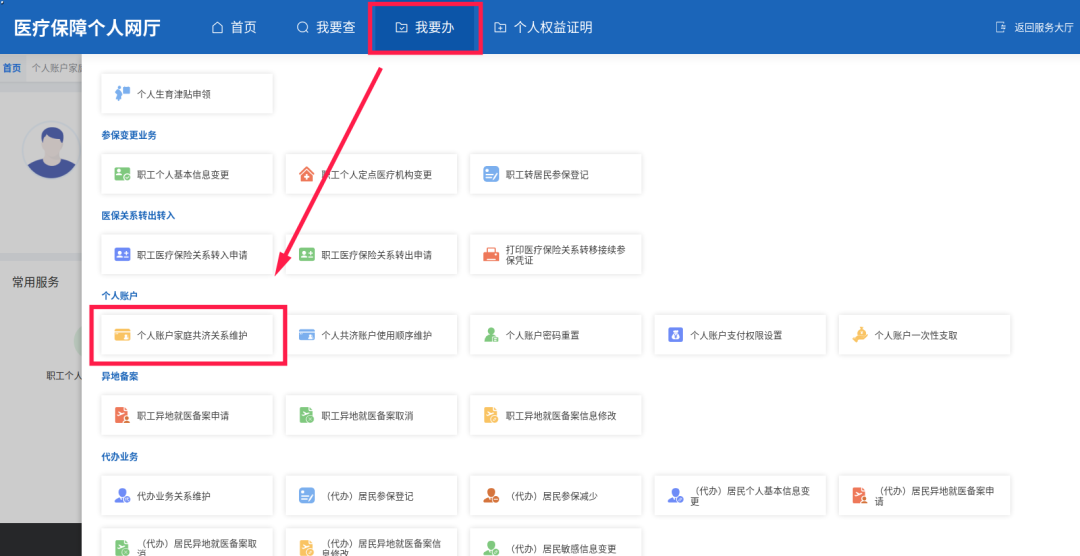 医疗保障个人网厅 首页 我要查 我要办 个人权益证明 返回服务大厅
首页 个人账户家
个人生育津贴申领
参保变更业务
职工个人基本信息变更 职工个人定点医疗机构变更 职工转居民参保登记
医保关系转出转入
职工医疗保险关系转入申请 职工医疗保险关系转出申请 打印医疗保险关系转移接续参
保凭证
常用服务
个人账户
个人账户家庭共济关系维护 个人共济账户使用顺序维护 个人账户密码重置 个人账户支付权限设置 个人账户一次性支取
职工个人
异地备案
职工异地就医备案申请 职工异地就医备案取消 职工异地就医备案信息修改
代办业务
代办业务关系维护 （代办）居民参保登记 （代办）居民参保减少 （代办）居民个人基本信息变
更 （代办）居民异地就医备案申
请
（代办）居民异地就医备案取
消 （代办）居民异地就医备案信
息修改 （代办）居民敏感信息变更